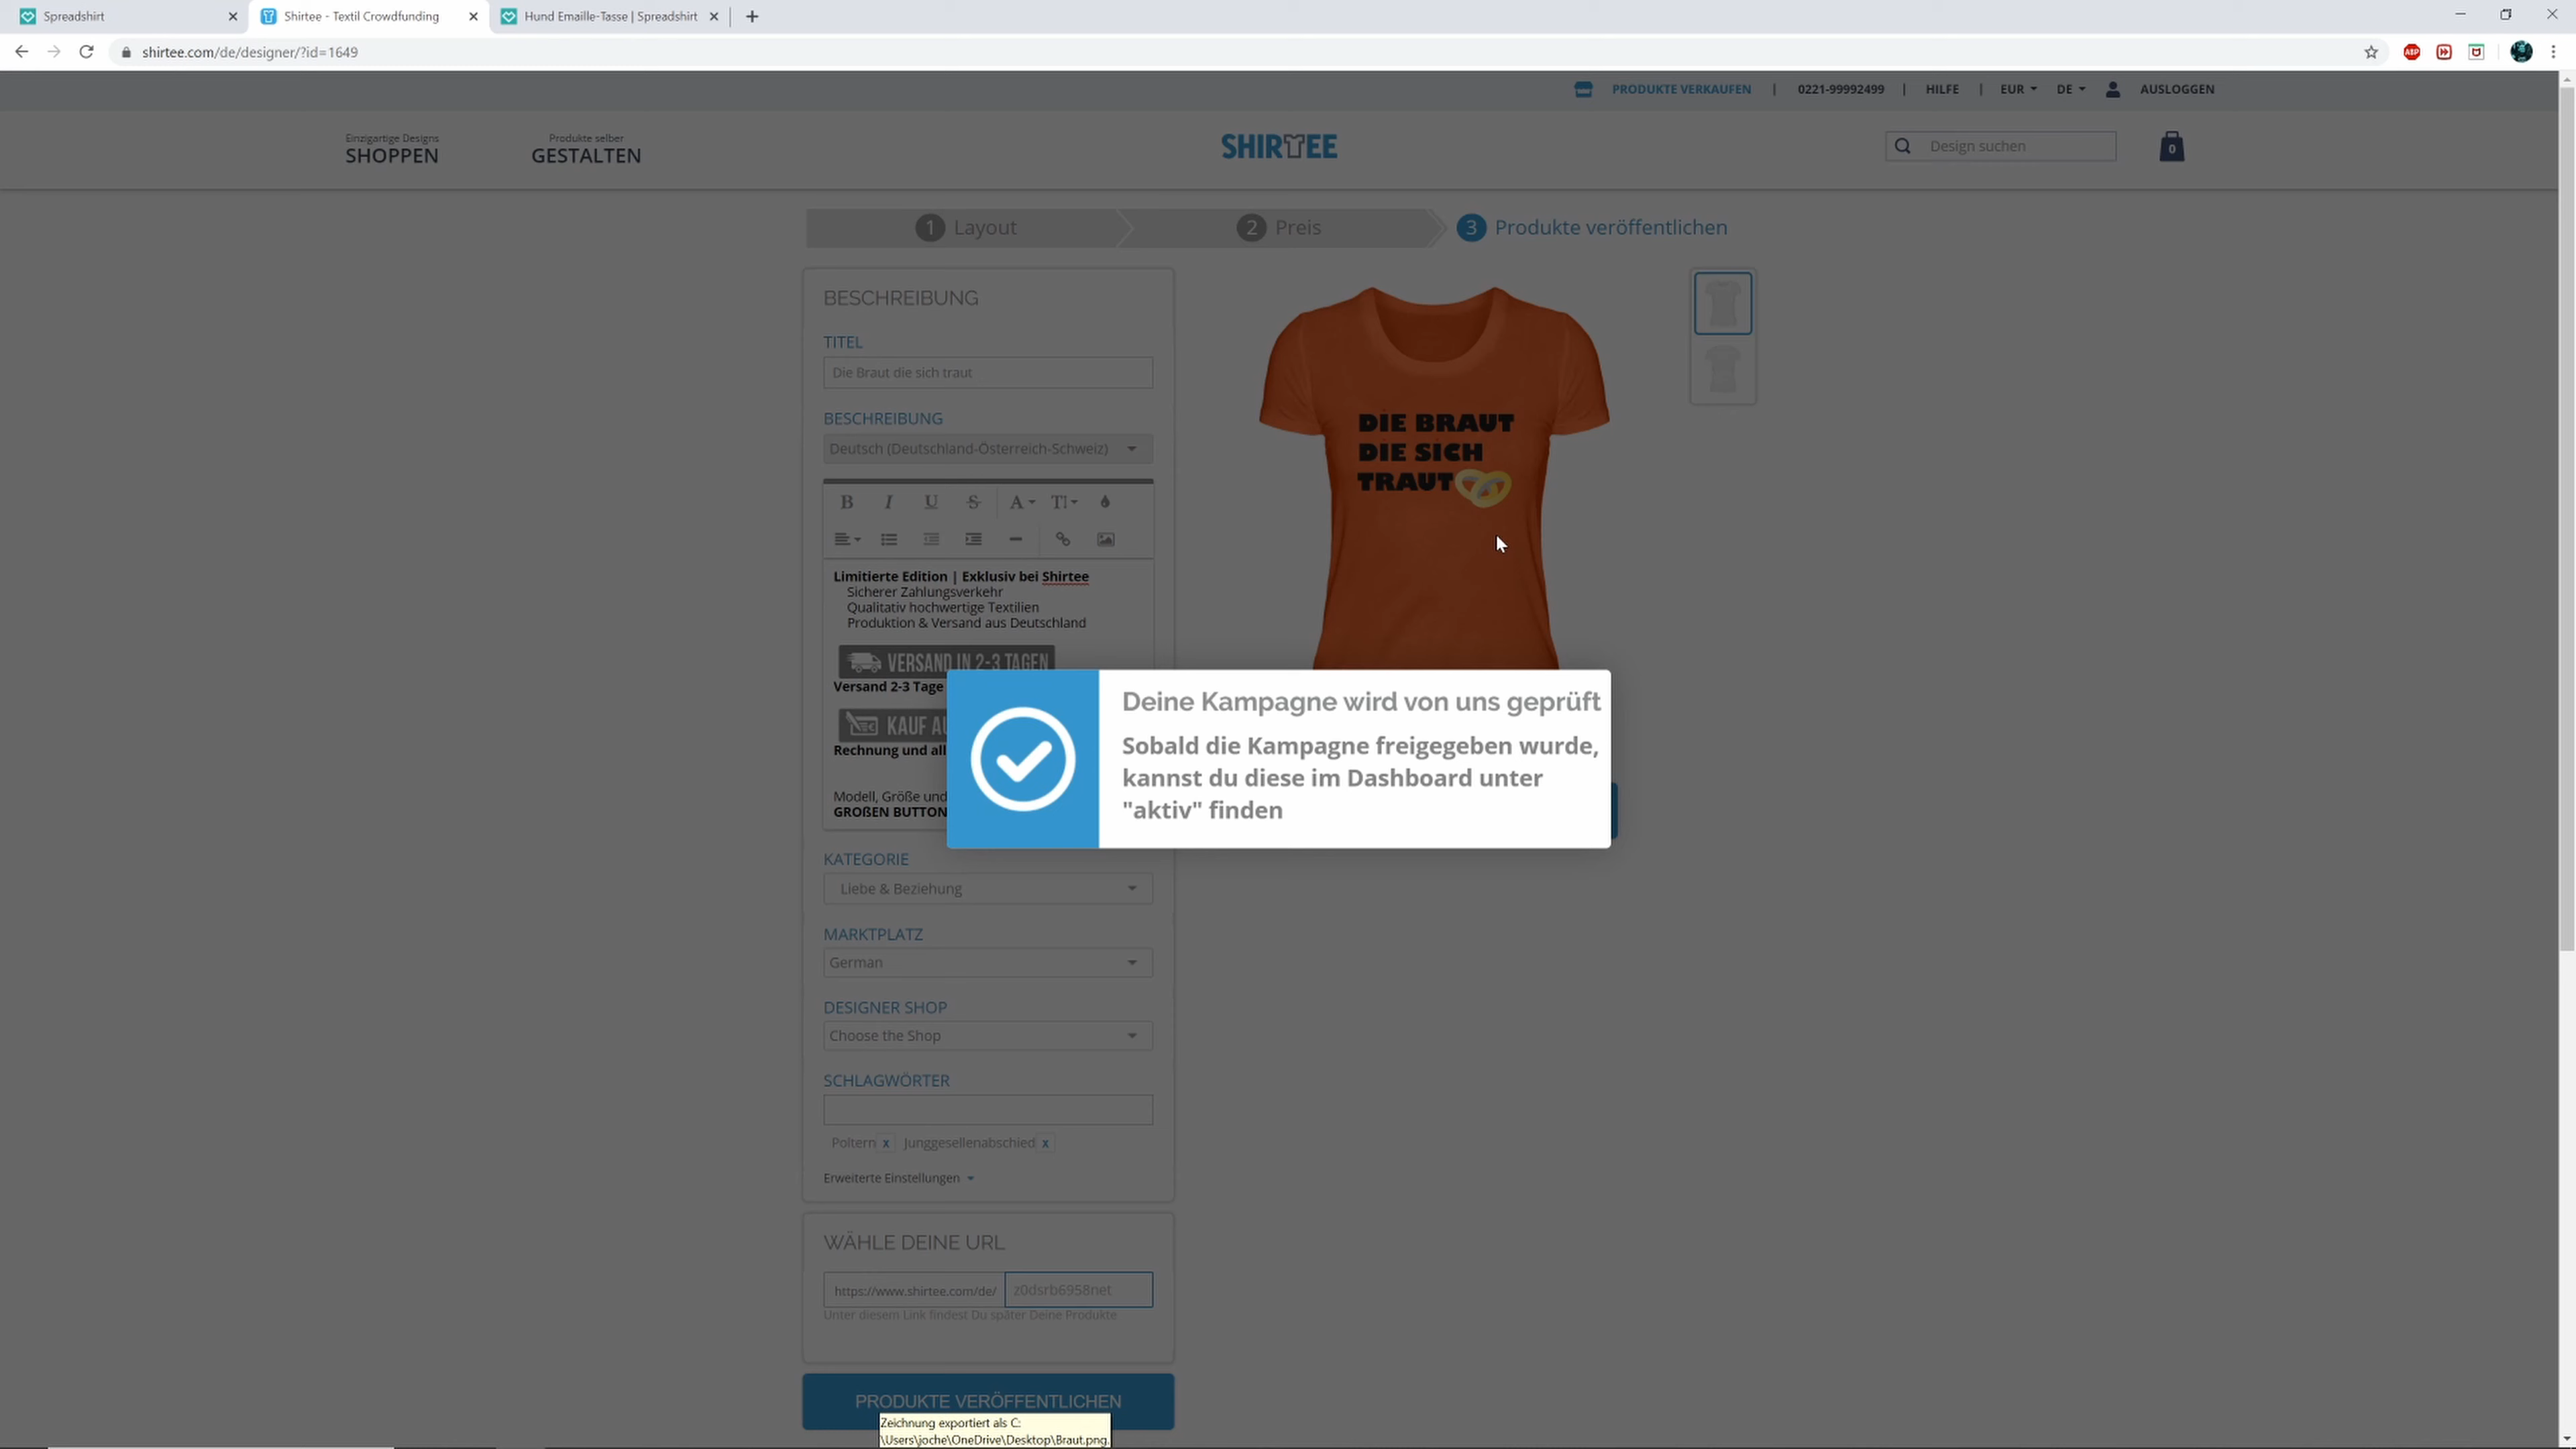 Spreadshirt
Shirtee - Textil Crowdfunding
Hund Emaille-Tasse | Spreadshirt
shirtee.com/de/designer/?id=1649
ABP
PRODUKTE VERKAUFEN | 0221-99992499 | HILFE | EUR DE AUSLOGGEN
Einzigartige Designs
SHOPPEN
Produkte selber
GESTALTEN
SHIRTEE
Design suchen
0
1 Layout
2 Preis
3 Produkte veröffentlichen
BESCHREIBUNG
TITEL
Die Braut die sich traut
BESCHREIBUNG
Deutsch (Deutschland-Österreich-Schweiz)
B I U S A T
Limitierte Edition | Exklusiv bei Shirtee
Sicherer Zahlungsverkehr
Qualitativ hochwertige Textilien
Produktion & Versand aus Deutschland
VERSAND IN 2-3 TAGEN
Versand 2-3 Tage
KAUF AU
Rechnung und all
Modell, Größe und
GROßEN BUTTON
DIE BRAUT
DIE SICH
TRAUT
Deine Kampagne wird von uns geprüft
Sobald die Kampagne freigegeben wurde,
kannst du diese im Dashboard unter
"aktiv" finden
KATEGORIE
Liebe & Beziehung
MARKTPLATZ
German
DESIGNER SHOP
Choose the Shop
SCHLAGWÖRTER
Poltern x Junggesellenabschied x
Erweiterte Einstellungen
WÄHLE DEINE URL
https://www.shirtee.com/de/ z0dsrb6958net
Unter diesem Link findest Du später Deine Produkte
PRODUKTE VERÖFFENTLICHEN
Zeichnung exportiert als C:
\Users\joche\OneDrive\Desktop\Braut.png.